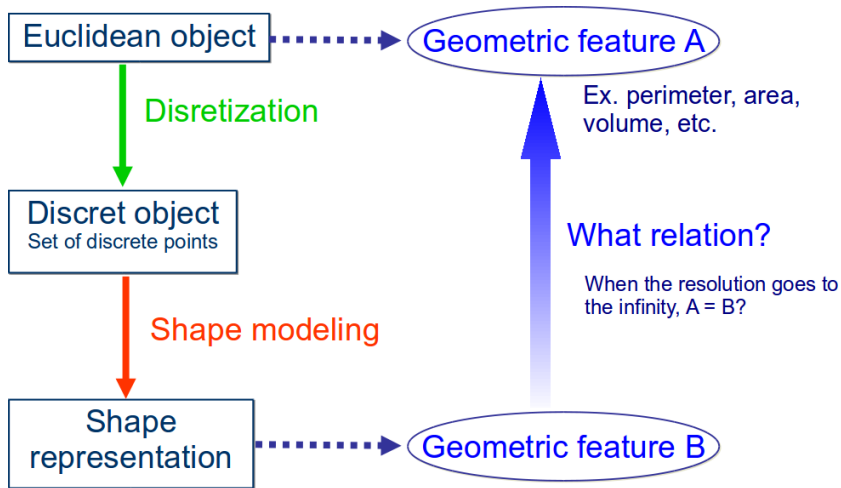 Euclidean object
Geometric feature A
Ex. perimeter, area,
volume, etc.
Disretization
Discret object
Set of discrete points
What relation?
When the resolution goes to
the infinity, A = B?
Shape modeling
Shape
representation
Geometric feature B